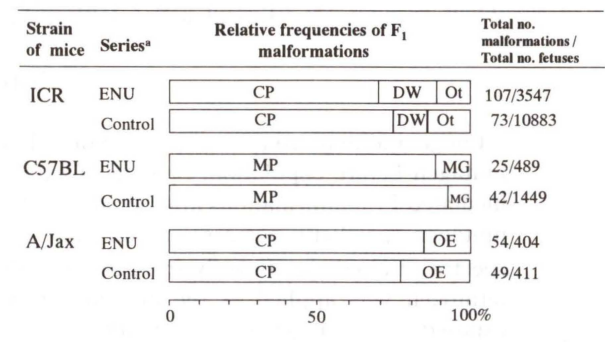 Strain of mice Seriesᵃ Relative frequencies of F₁ malformations Total no. malformations / Total no. fetuses
ICR ENU CP DW Ot 107/3547
Control CP DW Ot 73/10883
C57BL ENU MP MG 25/489
Control MP MG 42/1449
A/Jax ENU CP OE 54/404
Control CP OE 49/411
0 50 100%